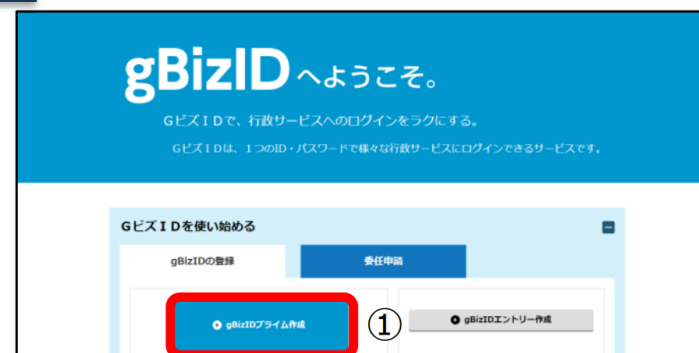 gBizIDへようこそ。
GビズIDで、行政サービスへのログインをラクにする。
GビズIDは、1つのID・パスワードで様々な行政サービスにログインできるサービスです。
GビズIDを使い始める
gBizIDの登録
委任申請
gBizIDプライム作成
①
gBizIDエントリー作成